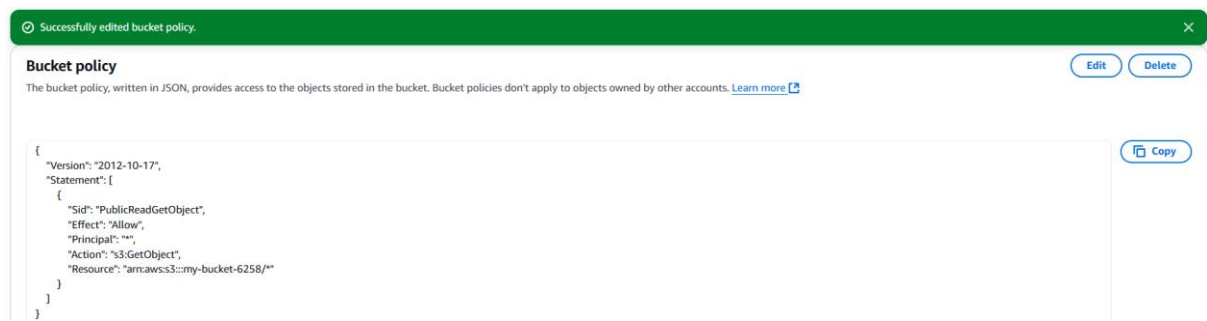 Successfully edited bucket policy.
Bucket policy
Edit
Delete
The bucket policy, written in JSON, provides access to the objects stored in the bucket. Bucket policies don't apply to objects owned by other accounts. Learn more
Copy
{
"Version": "2012-10-17",
"Statement": [
{
"Sid": "PublicReadGetObject",
"Effect": "Allow",
"Principal": "*",
"Action": "s3:GetObject",
"Resource": "arn:aws:s3:::my-bucket-6258/*"
}
]
}